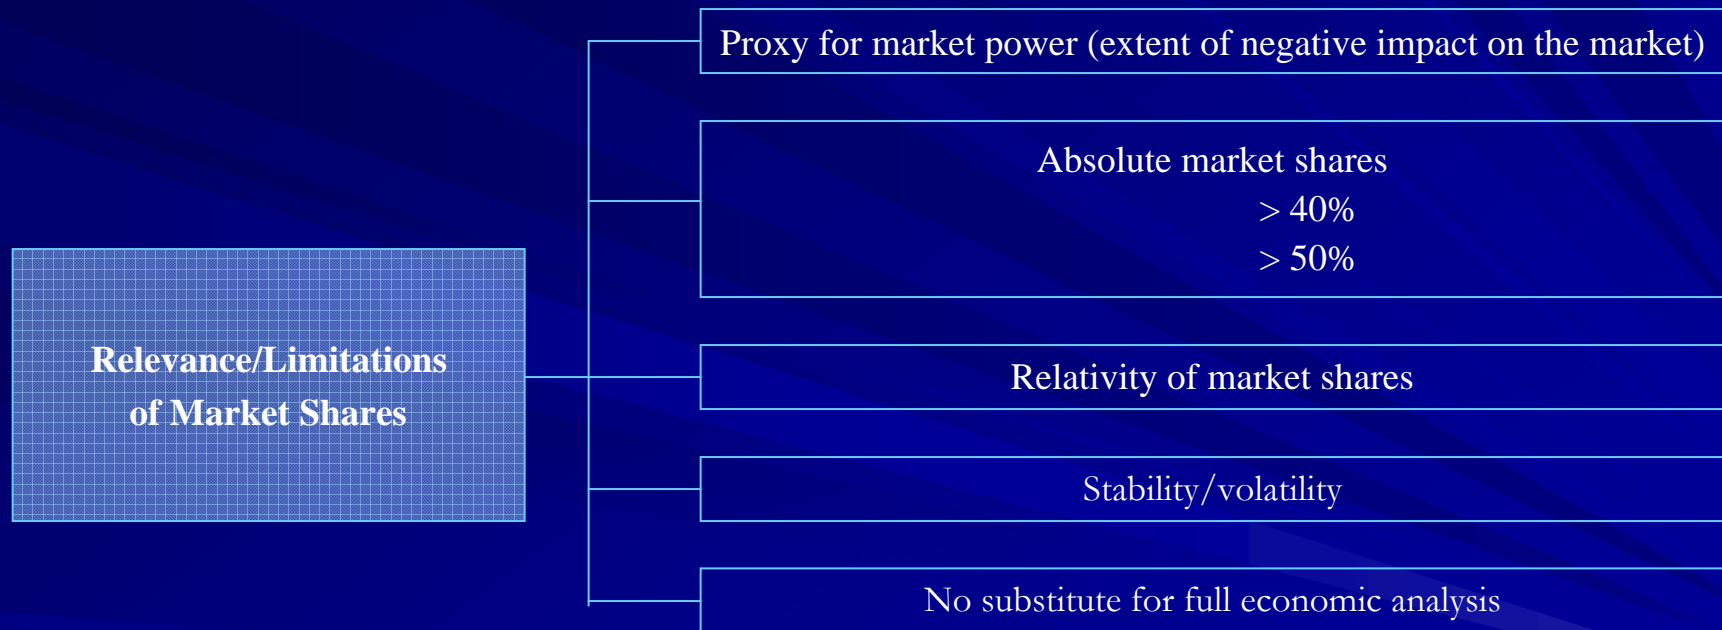 Proxy for market power (extent of negative impact on the market)
Absolute market shares
> 40%
> 50%
Relevance/Limitations
of Market Shares
Relativity of market shares
Stability/volatility
No substitute for full economic analysis